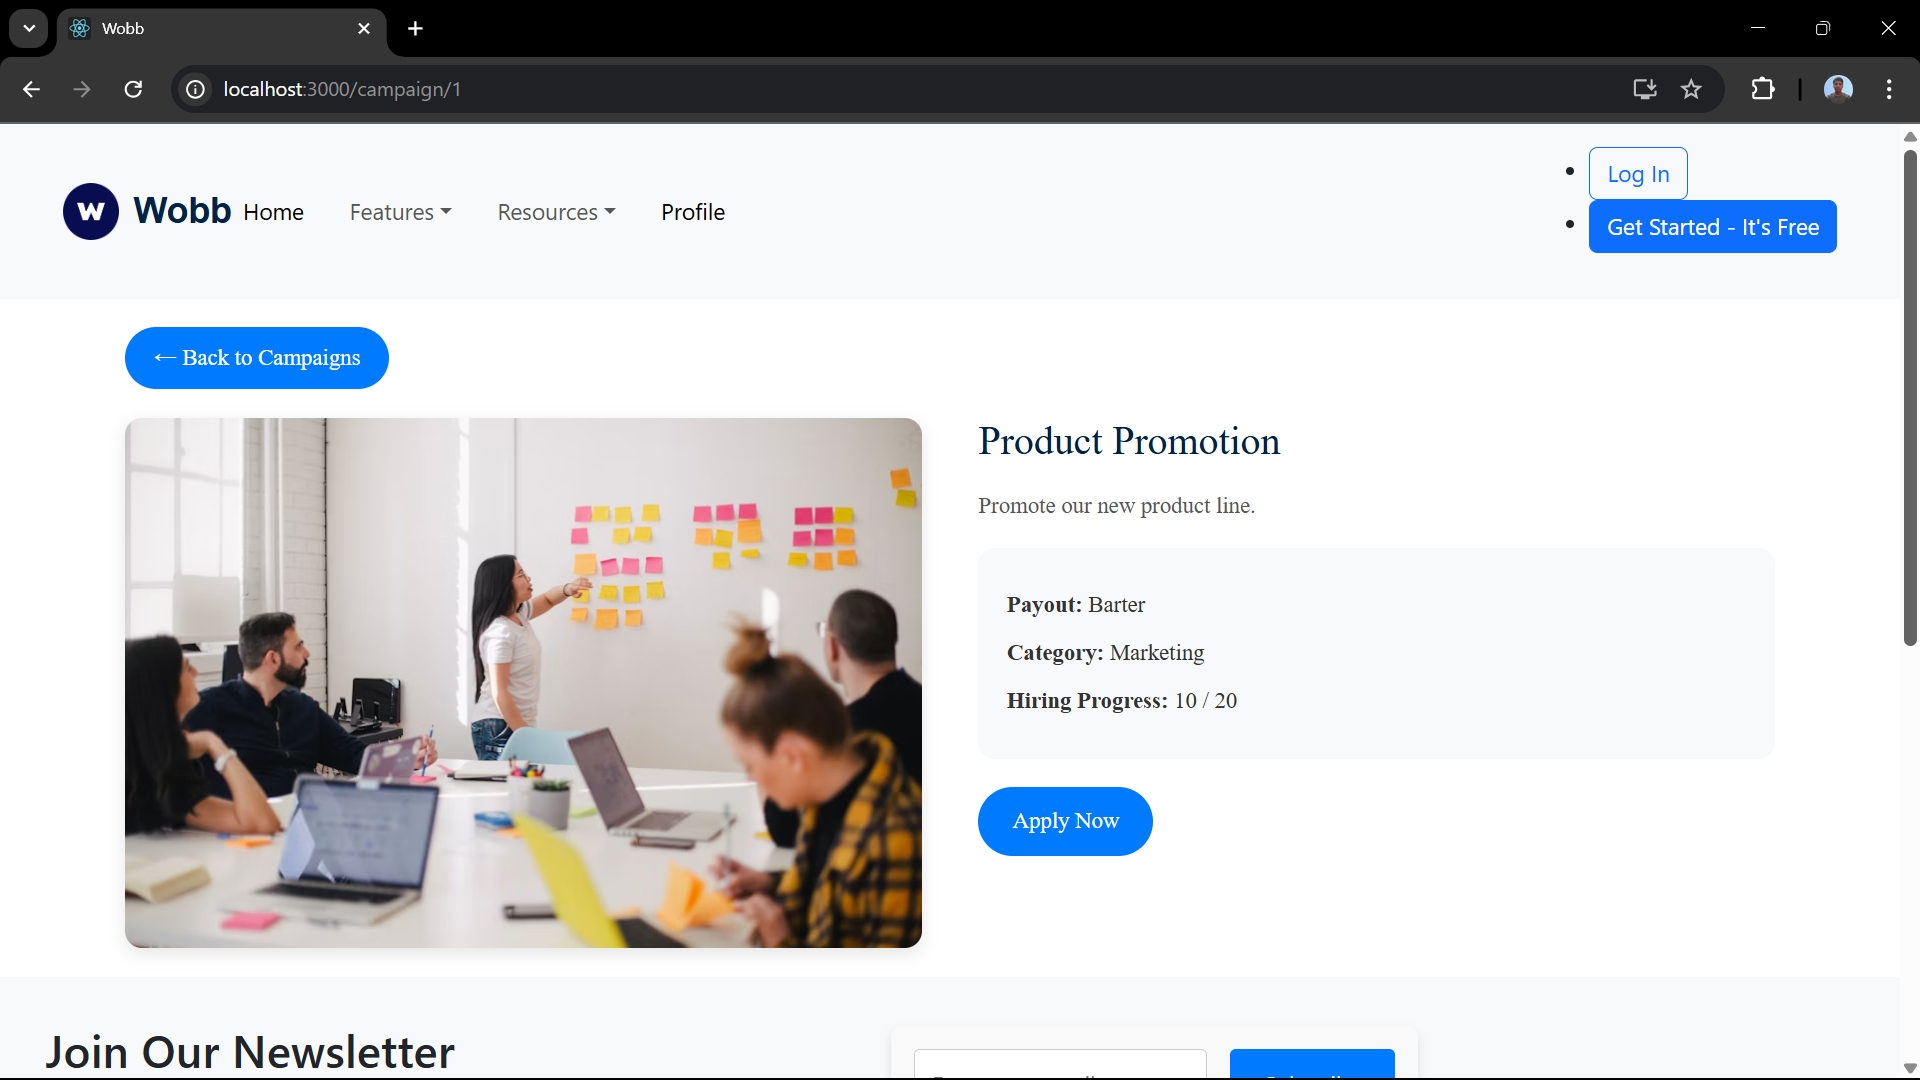 Wobb
localhost:3000/campaign/1
W Wobb Home Features Resources Profile
Log In
Get Started - It's Free
← Back to Campaigns
Product Promotion
Promote our new product line.
Payout: Barter
Category: Marketing
Hiring Progress: 10 / 20
Apply Now
Join Our Newsletter